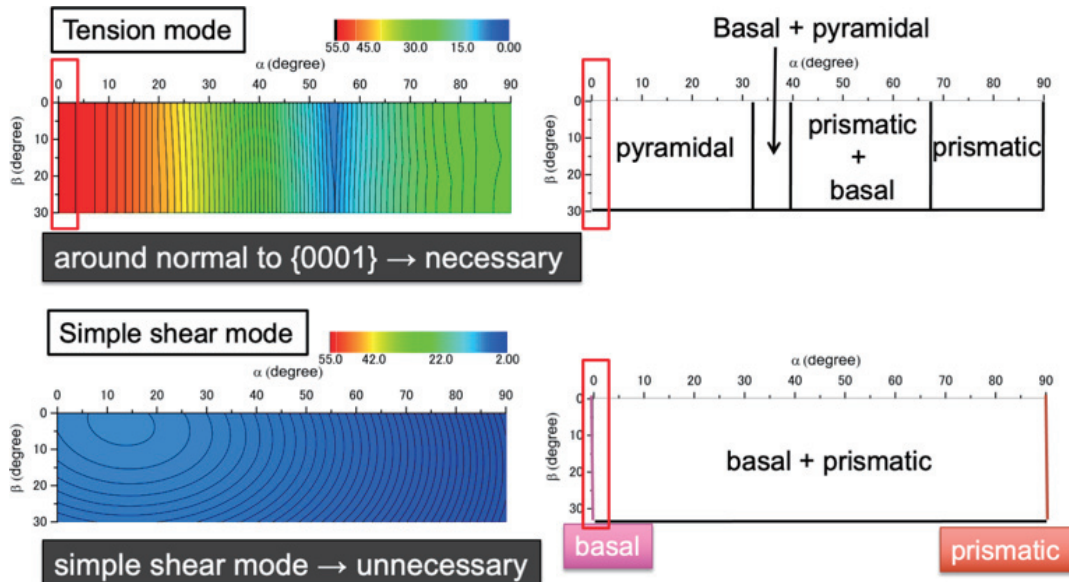 Tension mode
55.0 45.0 30.0 15.0 0.00
α (degree)
0 10 20 30 40 50 60 70 80 90
β (degree)
0
10
20
30
around normal to {0001} → necessary
Basal + pyramidal
α (degree)
0 10 20 30 40 50 60 70 80 90
β (degree)
0
10
20
30
pyramidal
prismatic
+
basal
prismatic
Simple shear mode
55.0 42.0 22.0 2.00
α (degree)
0 10 20 30 40 50 60 70 80 90
β (degree)
0
10
20
30
simple shear mode → unnecessary
α (degree)
0 10 20 30 40 50 60 70 80 90
β (degree)
0
10
20
30
basal + prismatic
basal
prismatic